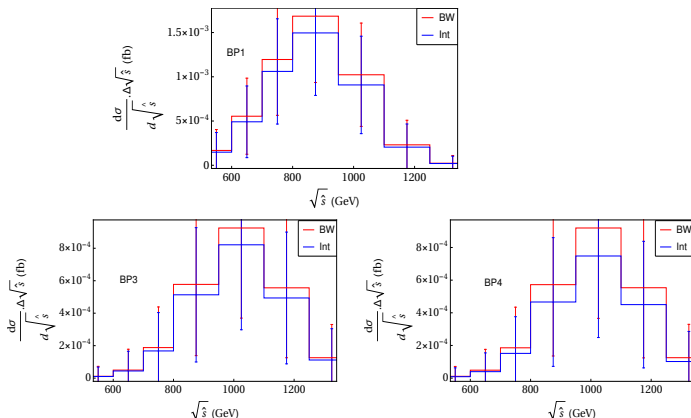 BP1
BW
Int
1.5×10⁻³
1.×10⁻³
5×10⁻⁴
0
600 800 1000 1200
√ŝ (GeV)
dσ/d√ŝ .Δ√ŝ (fb)
BP3
BW
Int
8×10⁻⁴
6×10⁻⁴
4×10⁻⁴
2×10⁻⁴
0
600 800 1000 1200
√ŝ (GeV)
dσ/d√ŝ .Δ√ŝ (fb)
BP4
BW
Int
8×10⁻⁴
6×10⁻⁴
4×10⁻⁴
2×10⁻⁴
0
600 800 1000 1200
√ŝ (GeV)
dσ/d√ŝ .Δ√ŝ (fb)